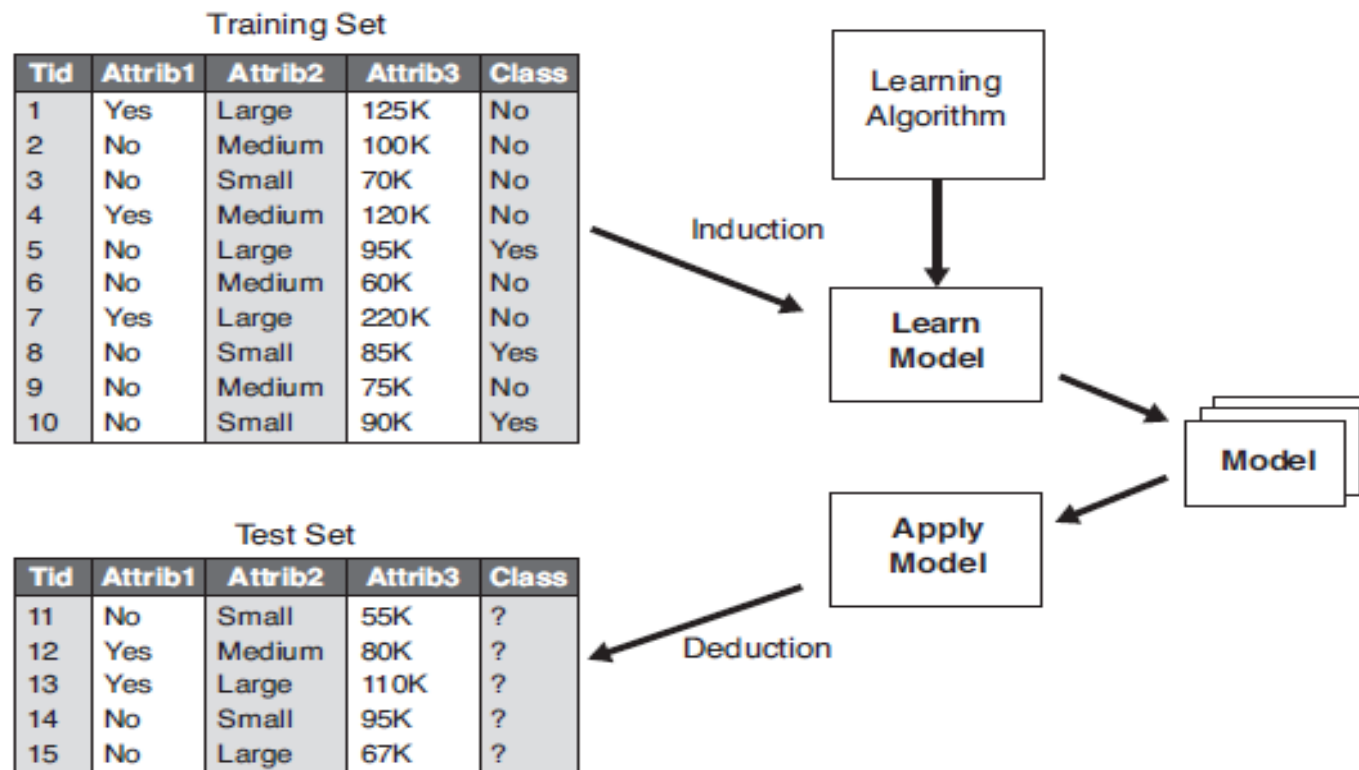 Training Set
Tid Attrib1 Attrib2 Attrib3 Class
1 Yes Large 125K No
2 No Medium 100K No
3 No Small 70K No
4 Yes Medium 120K No
5 No Large 95K Yes
6 No Medium 60K No
7 Yes Large 220K No
8 No Small 85K Yes
9 No Medium 75K No
10 No Small 90K Yes
Learning
Algorithm
Induction
Learn
Model
Model
Apply
Model
Deduction
Test Set
Tid Attrib1 Attrib2 Attrib3 Class
11 No Small 55K ?
12 Yes Medium 80K ?
13 Yes Large 110K ?
14 No Small 95K ?
15 No Large 67K ?